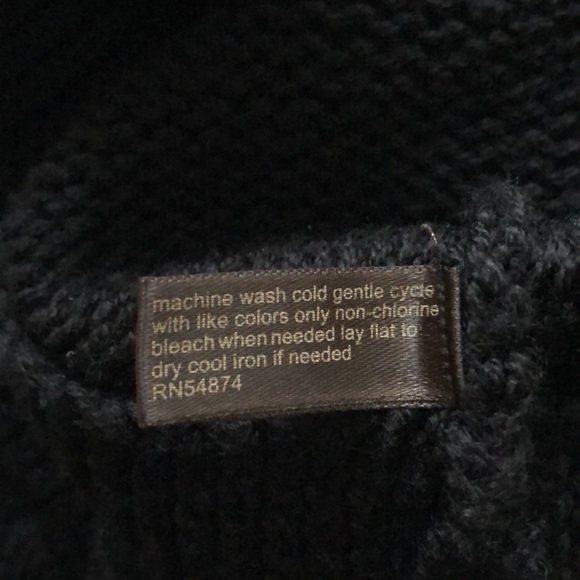 machine wash cold gentle cycle
with like colors only non-chlorine
bleach when needed lay flat to
dry cool iron if needed
RN54874